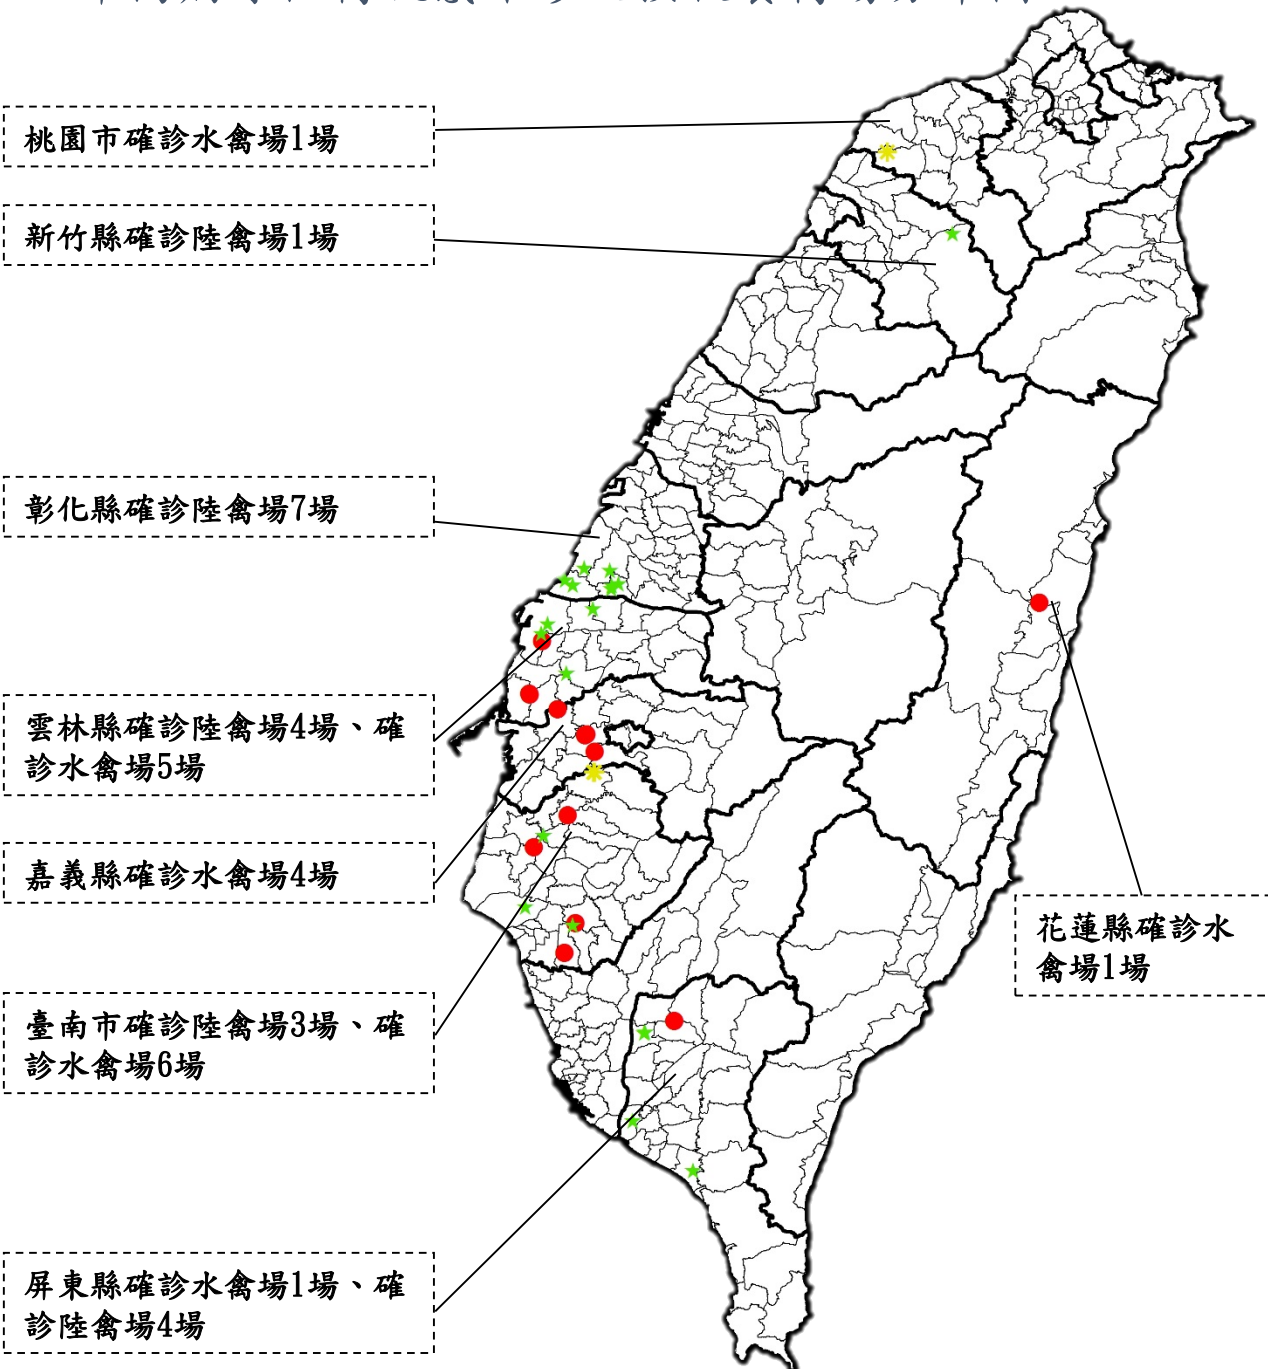 桃園市確診水禽場1場
新竹縣確診陸禽場1場
彰化縣確診陸禽場7場
雲林縣確診陸禽場4場、確
診水禽場5場
嘉義縣確診水禽場4場
花蓮縣確診水
禽場1場
臺南市確診陸禽場3場、確
診水禽場6場
屏東縣確診水禽場1場、確
診陸禽場4場